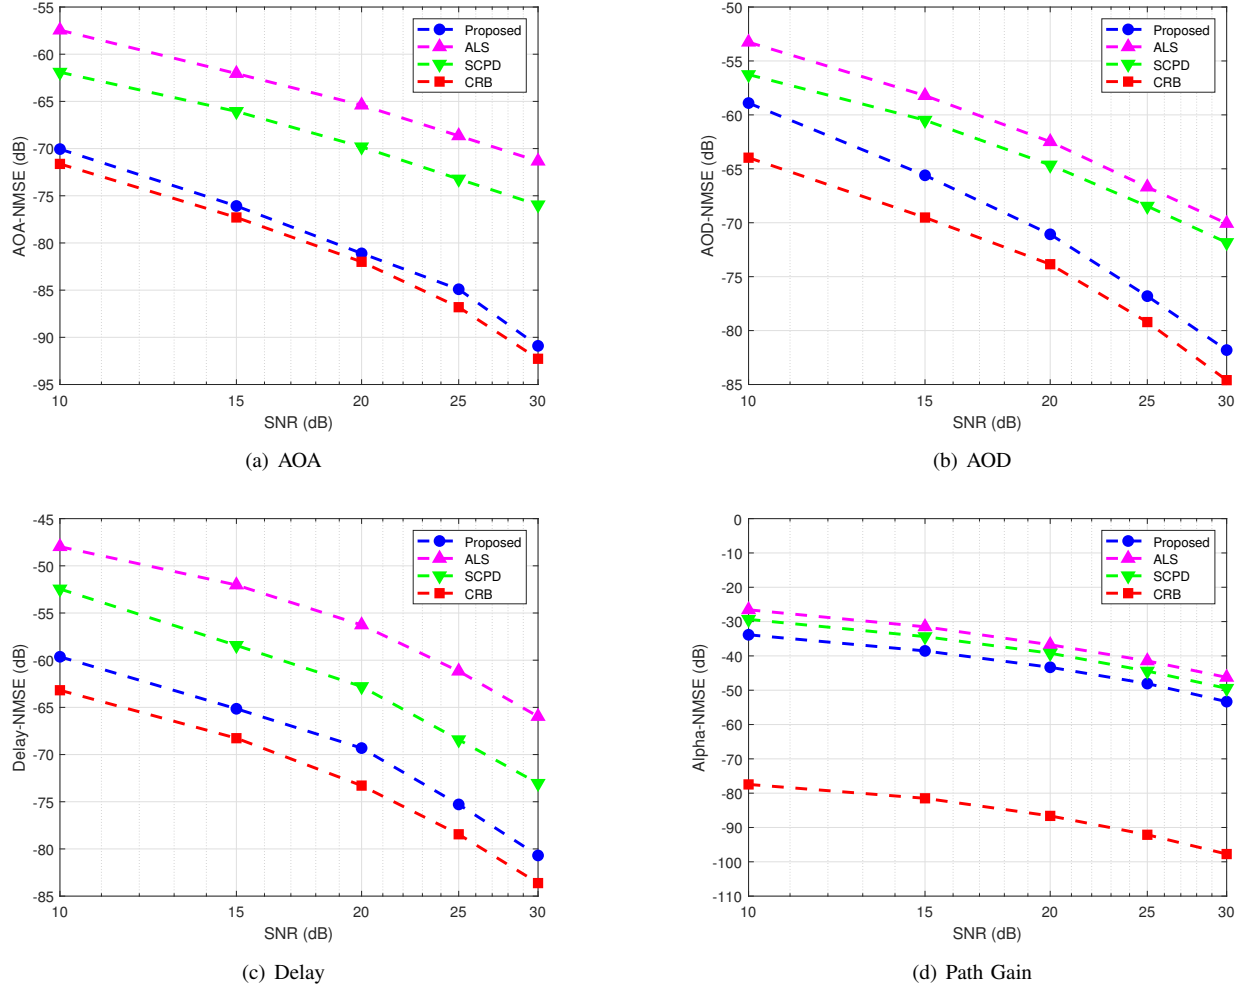 -55
-60
-65
-70
-75
-80
-85
-90
-95
AOA-NMSE (dB)
10
15
20
25
30
SNR (dB)
Proposed
ALS
SCPD
CRB
(a) AOA
-50
-55
-60
-65
-70
-75
-80
-85
AOD-NMSE (dB)
10
15
20
25
30
SNR (dB)
Proposed
ALS
SCPD
CRB
(b) AOD
-45
-50
-55
-60
-65
-70
-75
-80
-85
Delay-NMSE (dB)
10
15
20
25
30
SNR (dB)
Proposed
ALS
SCPD
CRB
(c) Delay
0
-10
-20
-30
-40
-50
-60
-70
-80
-90
-100
-110
Alpha-NMSE (dB)
10
15
20
25
30
SNR (dB)
Proposed
ALS
SCPD
CRB
(d) Path Gain